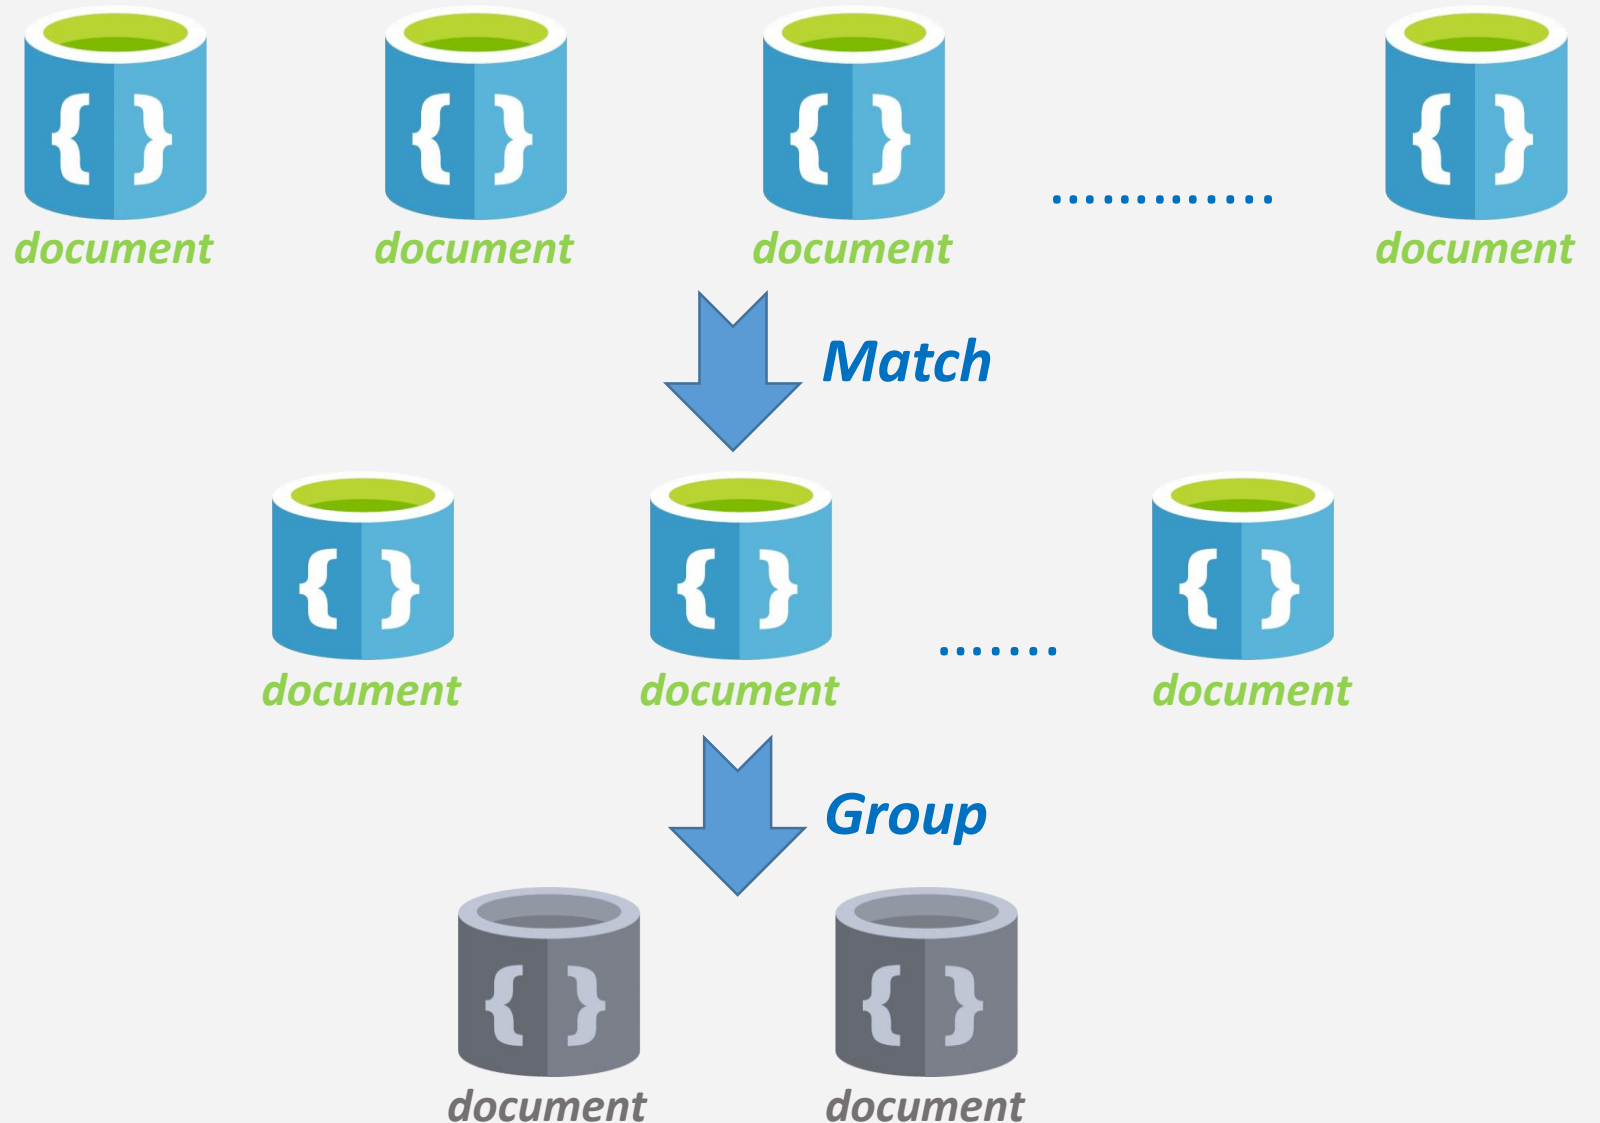 { } { } { } { }
.............
document document document document
Match
{ } { } { }
.......
document document document
Group
{ } { }
document document